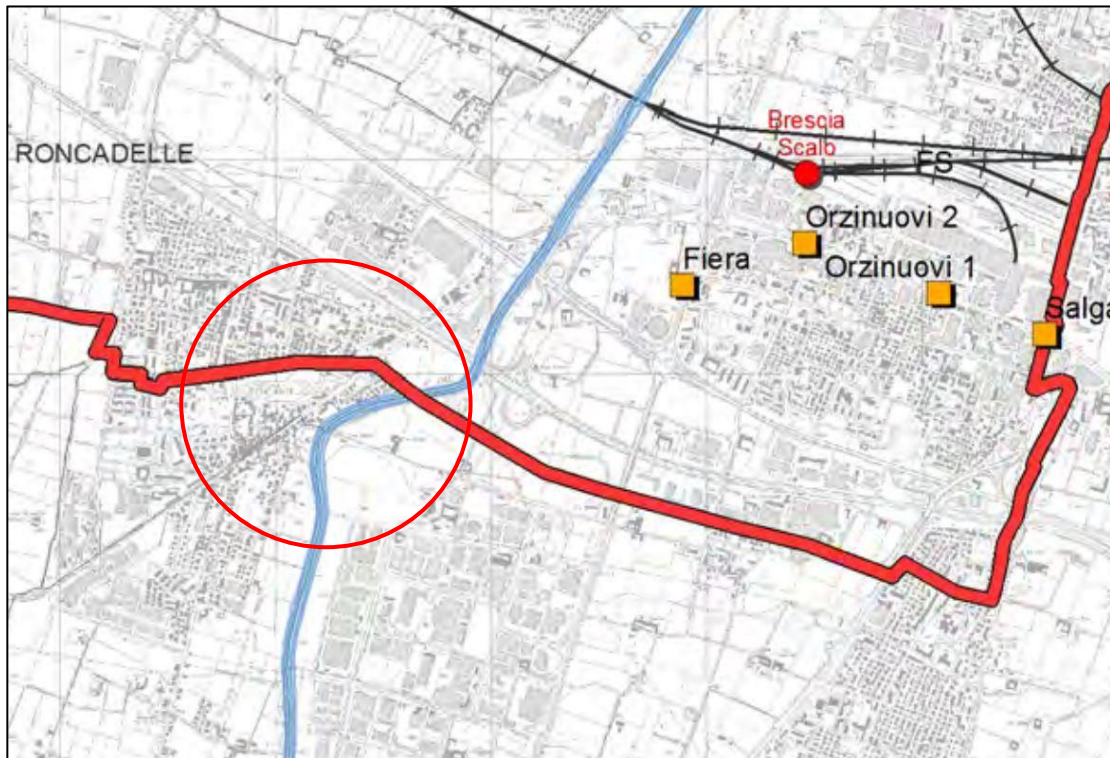 Brescia
Scalo
RONCADELLE
FS
Orzinuovi 2
Fiera
Orzinuovi 1
Salga